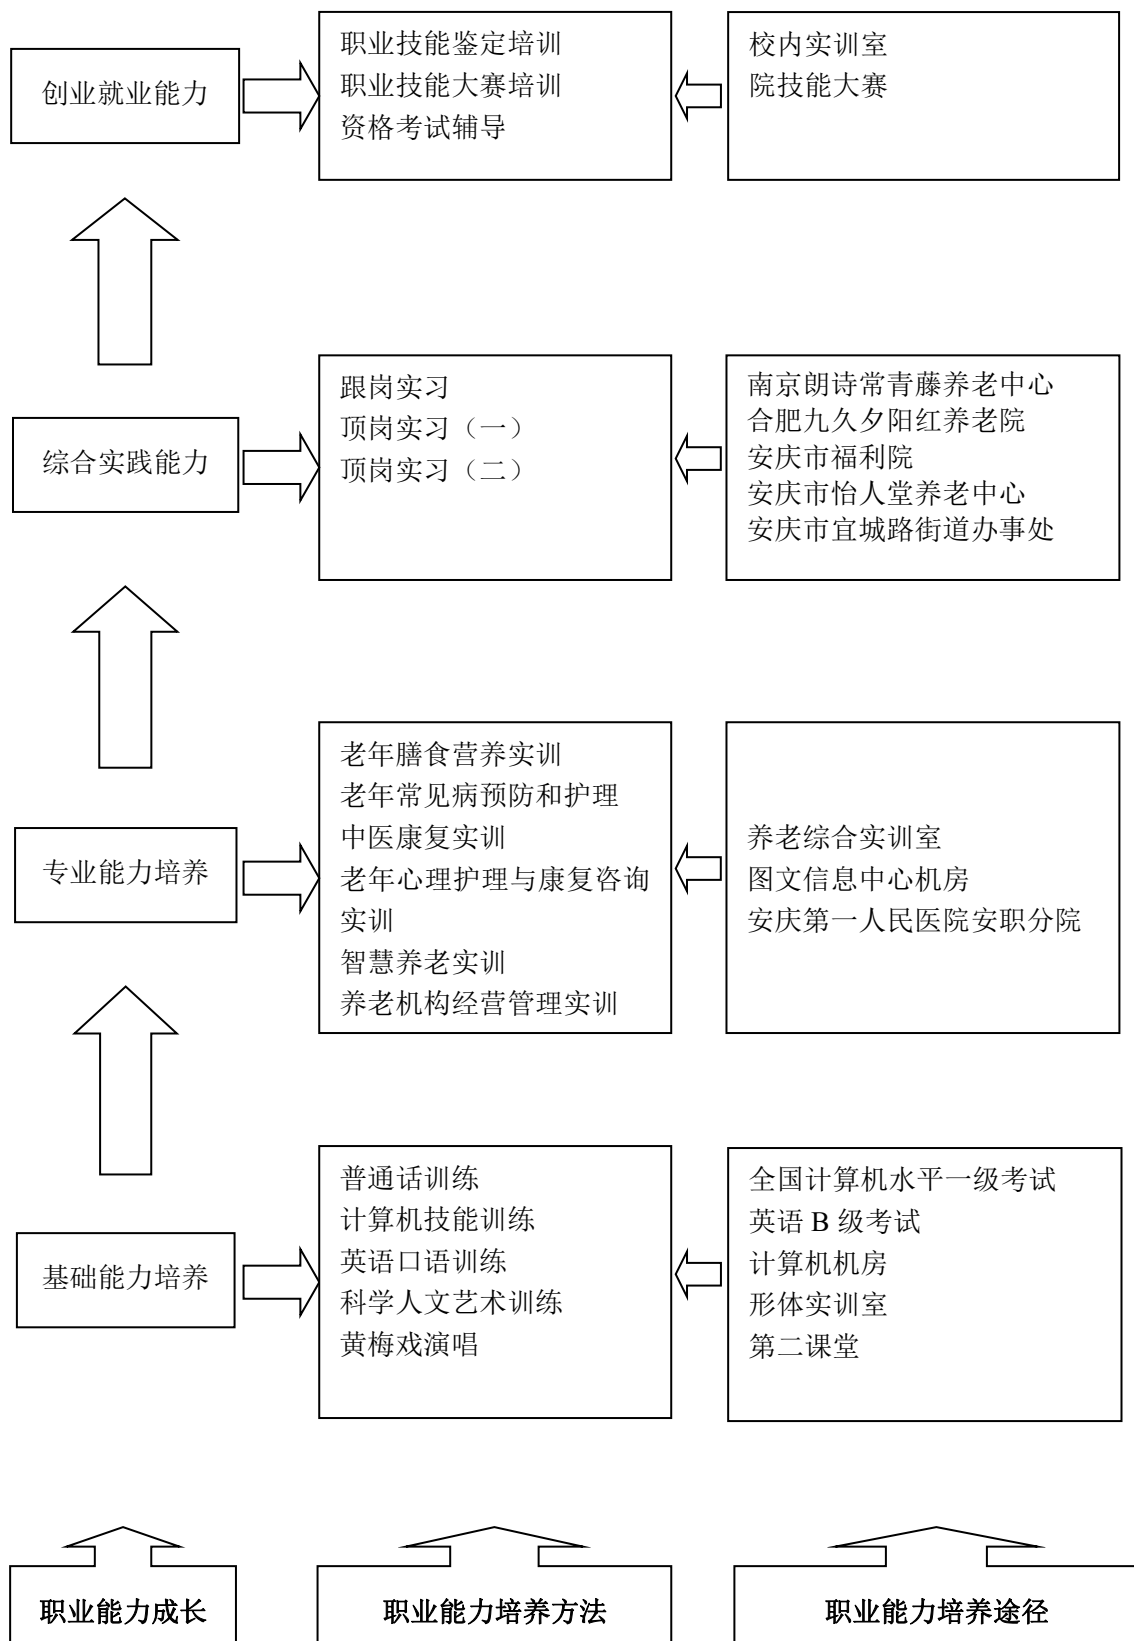 创业就业能力
职业技能鉴定培训
职业技能大赛培训
资格考试辅导
校内实训室
院技能大赛
综合实践能力
跟岗实习
顶岗实习（一）
顶岗实习（二）
南京朗诗常青藤养老中心
合肥九久夕阳红养老院
安庆市福利院
安庆市怡人堂养老中心
安庆市宜城路街道办事处
专业能力培养
老年膳食营养实训
老年常见病预防和护理
中医康复实训
老年心理护理与康复咨询
实训
智慧养老实训
养老机构经营管理实训
养老综合实训室
图文信息中心机房
安庆第一人民医院安职分院
基础能力培养
普通话训练
计算机技能训练
英语口语训练
科学人文艺术训练
黄梅戏演唱
全国计算机水平一级考试
英语 B 级考试
计算机机房
形体实训室
第二课堂
职业能力成长
职业能力培养方法
职业能力培养途径